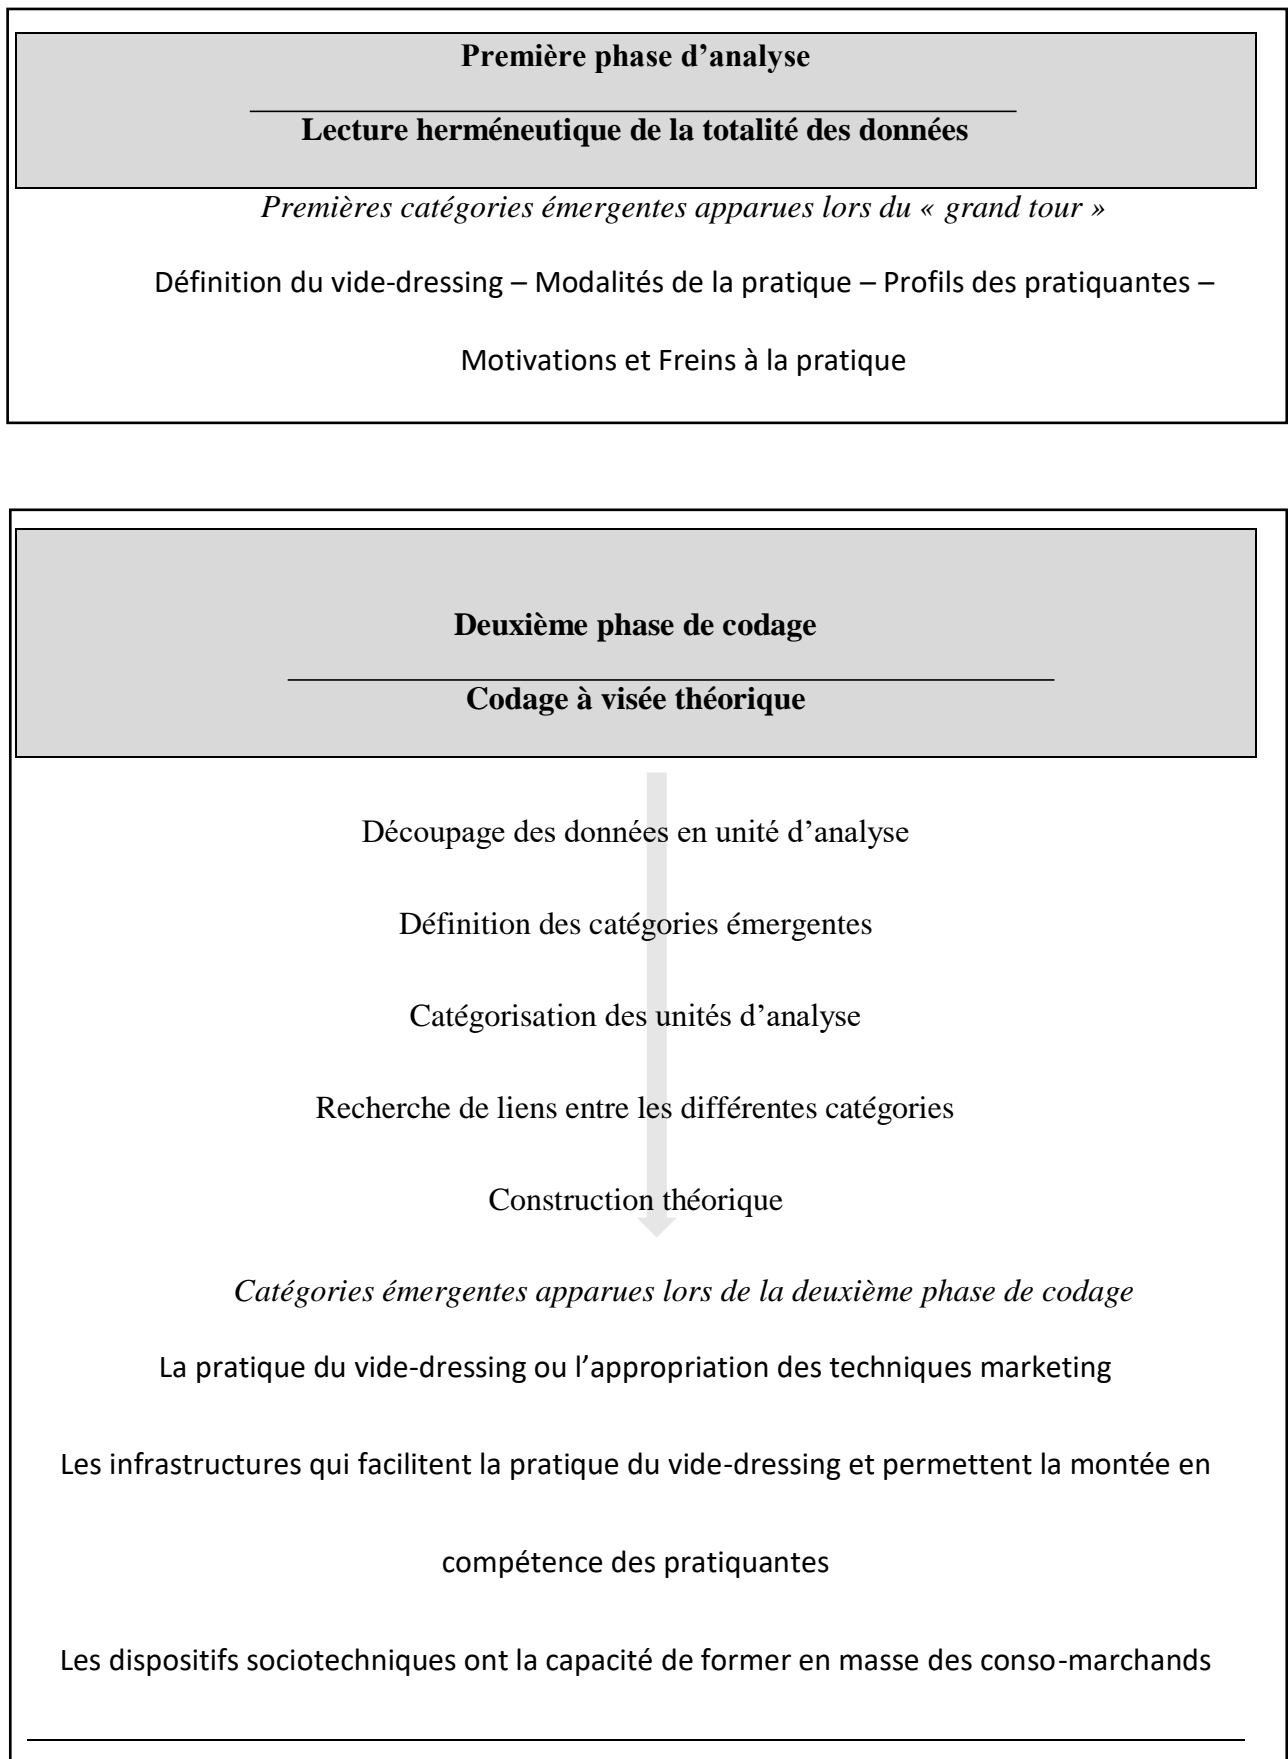 Première phase d’analyse
Lecture herméneutique de la totalité des données
Premières catégories émergentes apparues lors du « grand tour »
Définition du vide-dressing – Modalités de la pratique – Profils des pratiquantes –
Motivations et Freins à la pratique
Deuxième phase de codage
Codage à visée théorique
Découpage des données en unité d’analyse
Définition des catégories émergentes
Catégorisation des unités d’analyse
Recherche de liens entre les différentes catégories
Construction théorique
Catégories émergentes apparues lors de la deuxième phase de codage
La pratique du vide-dressing ou l’appropriation des techniques marketing
Les infrastructures qui facilitent la pratique du vide-dressing et permettent la montée en
compétence des pratiquantes
Les dispositifs sociotechniques ont la capacité de former en masse des conso-marchands